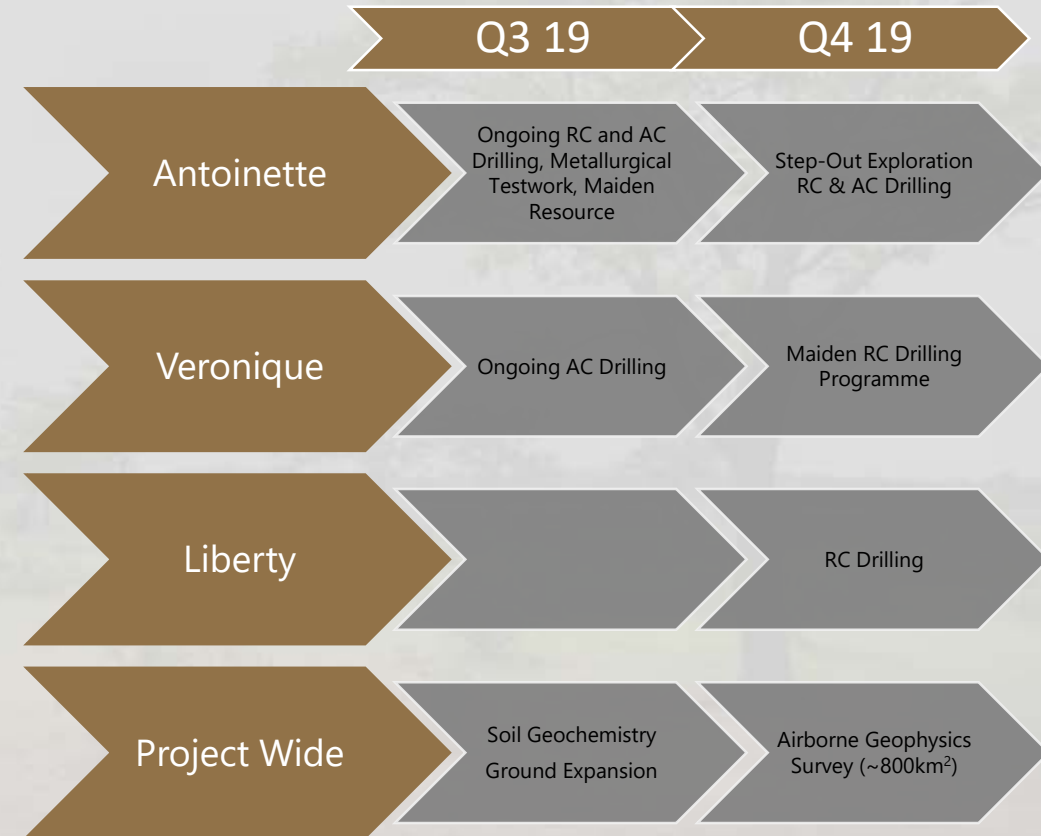 Q3 19
Q4 19
Antoinette
Ongoing RC and AC
Drilling, Metallurgical
Testwork, Maiden
Resource
Step-Out Exploration
RC & AC Drilling
Veronique
Ongoing AC Drilling
Maiden RC Drilling
Programme
Liberty
RC Drilling
Project Wide
Soil Geochemistry
Ground Expansion
Airborne Geophysics
Survey (~800km²)